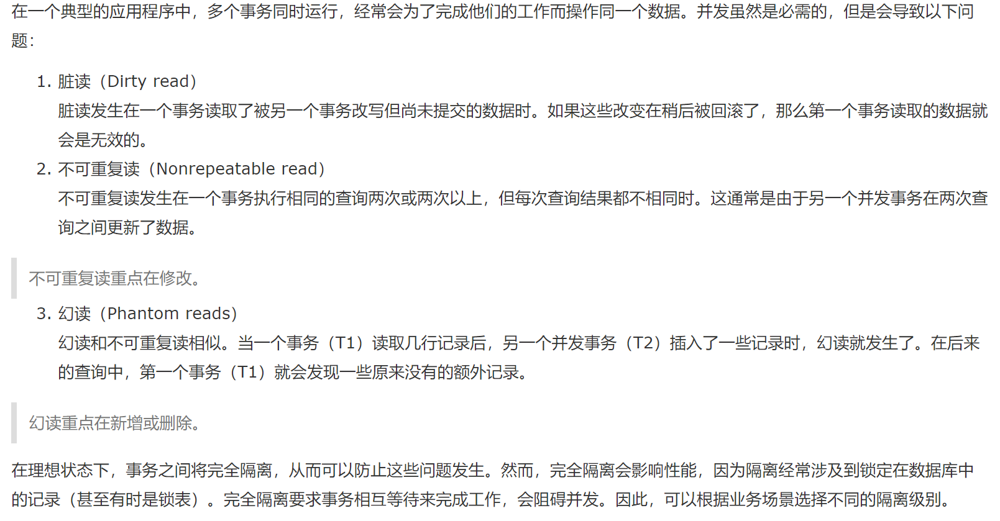 在一个典型的应用程序中，多个事务同时运行，经常会为了完成他们的工作而操作同一个数据。并发虽然是必需的，但是会导致以下问
题：
1. 脏读（Dirty read）
脏读发生在一个事务读取了被另一个事务改写但尚未提交的数据时。如果这些改变在稍后被回滚了，那么第一个事务读取的数据就
会是无效的。
2. 不可重复读（Nonrepeatable read）
不可重复读发生在一个事务执行相同的查询两次或两次以上，但每次查询结果都不相同时。这通常是由于另一个并发事务在两次查
询之间更新了数据。
不可重复读重点在修改。
3. 幻读（Phantom reads）
幻读和不可重复读相似。当一个事务（T1）读取几行记录后，另一个并发事务（T2）插入了一些记录时，幻读就发生了。在后来
的查询中，第一个事务（T1）就会发现一些原来没有的额外记录。
幻读重点在新增或删除。
在理想状态下，事务之间将完全隔离，从而可以防止这些问题发生。然而，完全隔离会影响性能，因为隔离经常涉及到锁定在数据库中
的记录（甚至有时是锁表）。完全隔离要求事务相互等待来完成工作，会阻碍并发。因此，可以根据业务场景选择不同的隔离级别。